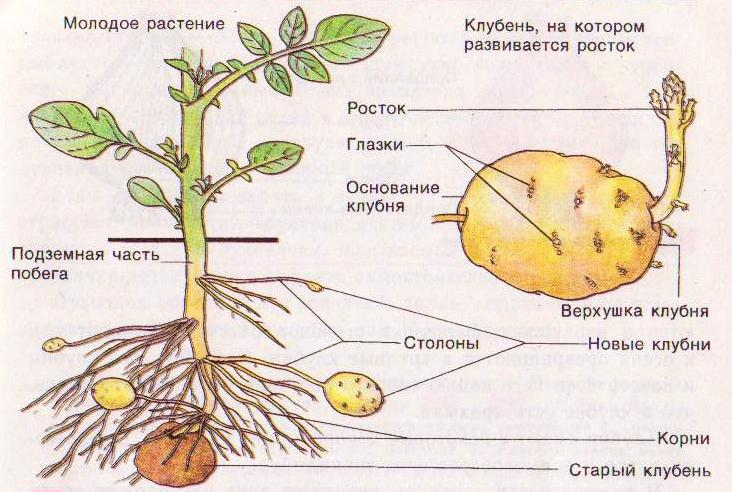 Молодое растение
Клубень, на котором
развивается росток
Росток
Глазки
Основание
клубня
Подземная часть
побега
Верхушка клубня
Столоны
Новые клубни
Корни
Старый клубень